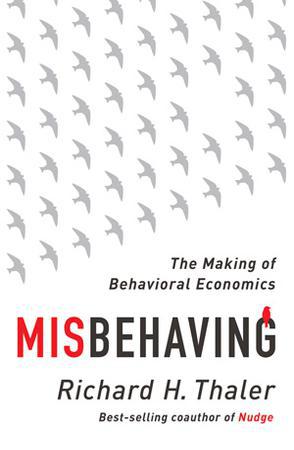 The Making of
Behavioral Economics
MISBEHAVING
Richard H. Thaler
Best-selling coauthor of Nudge